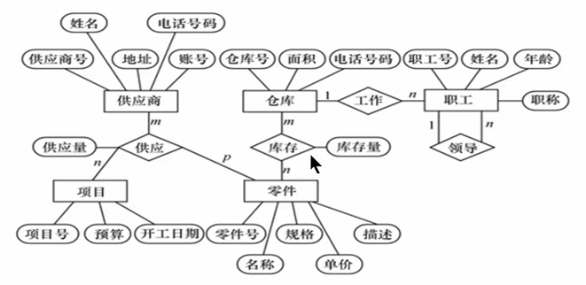 姓名 电话号码
供应商号 地址 账号 仓库号 面积 电话号码 职工号 姓名 年龄
供应商 仓库 1 工作 n 职工 职称
m m 1 n
供应量 供应 库存 库存量 领导
n p n
项目 零件
项目号 预算 开工日期 零件号 规格 描述
名称 单价